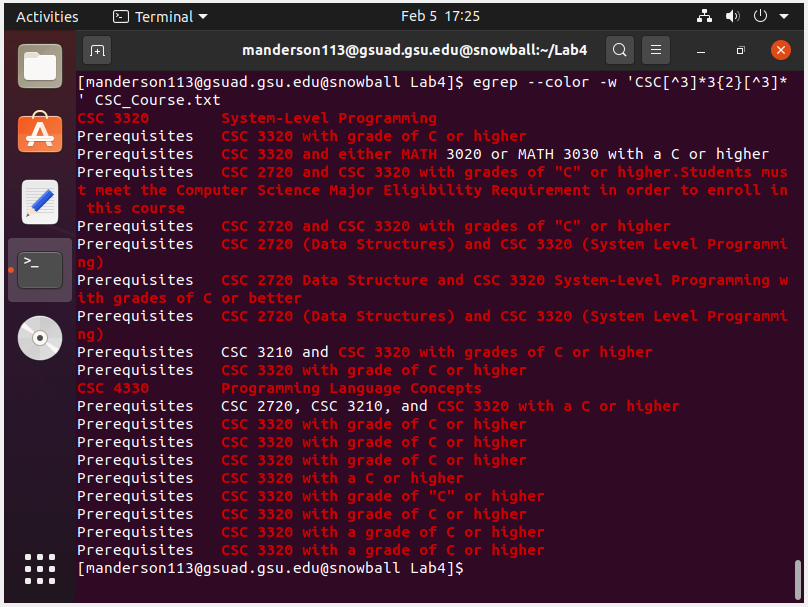 Activities Terminal Feb 5 17:25
manderson113@gsuad.gsu.edu@snowball:~/Lab4
[manderson113@gsuad.gsu.edu@snowball Lab4]$ egrep --color -w 'CSC[^3]*3{2}[^3]*
' CSC_Course.txt
CSC 3320 System-Level Programming
Prerequisites CSC 3320 with grade of C or higher
Prerequisites CSC 3320 and either MATH 3020 or MATH 3030 with a C or higher
Prerequisites CSC 2720 and CSC 3320 with grades of "C" or higher.Students mus
t meet the Computer Science Major Eligibility Requirement in order to enroll in
this course
Prerequisites CSC 2720 and CSC 3320 with grades of "C" or higher
Prerequisites CSC 2720 (Data Structures) and CSC 3320 (System Level Programmi
ng)
Prerequisites CSC 2720 Data Structure and CSC 3320 System-Level Programming w
ith grades of C or better
Prerequisites CSC 2720 (Data Structures) and CSC 3320 (System Level Programmi
ng)
Prerequisites CSC 3210 and CSC 3320 with grades of C or higher
Prerequisites CSC 3320 with grade of C or higher
CSC 4330 Programming Language Concepts
Prerequisites CSC 2720, CSC 3210, and CSC 3320 with a C or higher
Prerequisites CSC 3320 with grade of C or higher
Prerequisites CSC 3320 with grade of C or higher
Prerequisites CSC 3320 with grade of C or higher
Prerequisites CSC 3320 with a C or higher
Prerequisites CSC 3320 with grade of "C" or higher
Prerequisites CSC 3320 with grade of C or higher
Prerequisites CSC 3320 with a grade of C or higher
Prerequisites CSC 3320 with a grade of C or higher
[manderson113@gsuad.gsu.edu@snowball Lab4]$